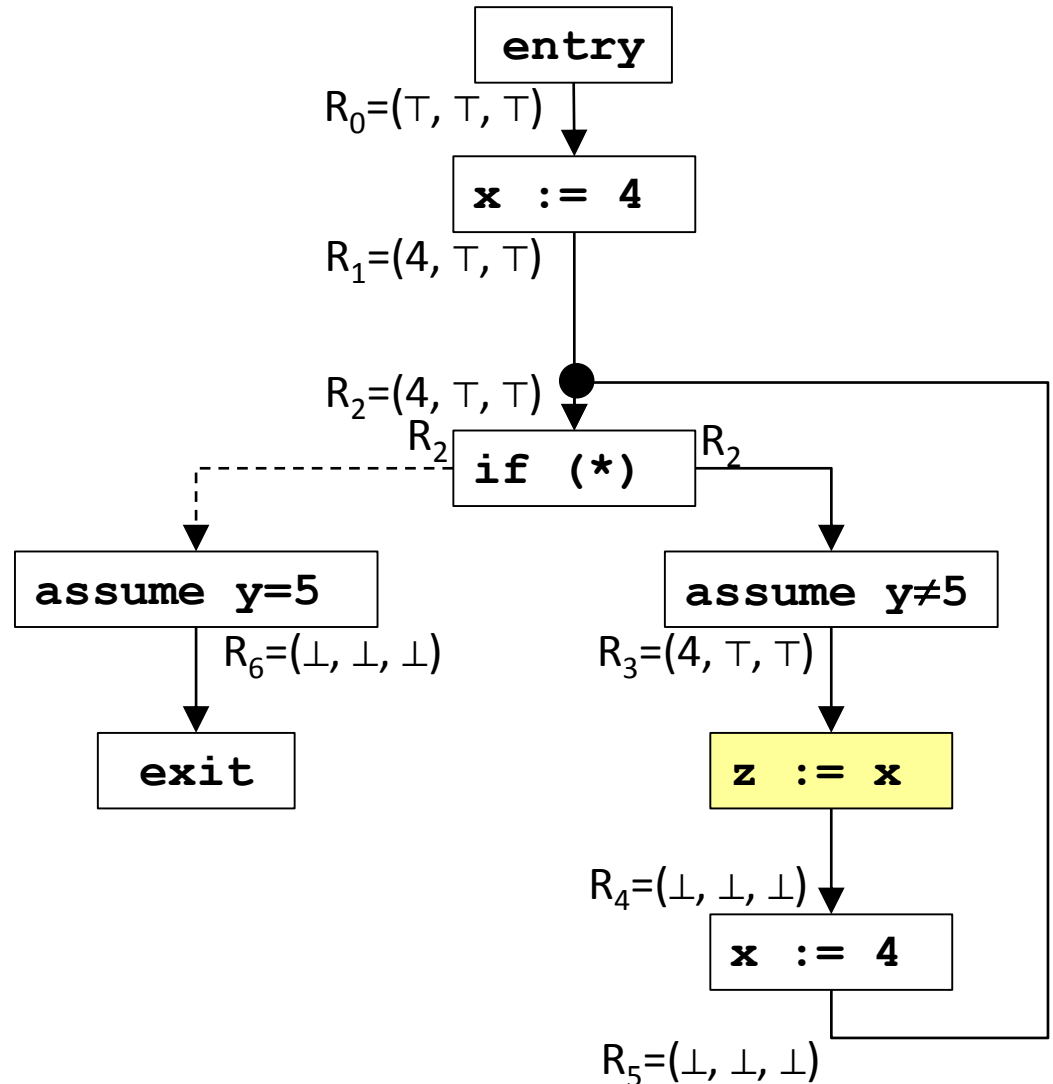 entry
R₀=(⊤, ⊤, ⊤)
x := 4
R₁=(4, ⊤, ⊤)
R₂=(4, ⊤, ⊤)
R₂
if (*)
R₂
assume y=5
assume y≠5
R₆=(⊥, ⊥, ⊥)
R₃=(4, ⊤, ⊤)
exit
z := x
R₄=(⊥, ⊥, ⊥)
x := 4
R₅=(⊥, ⊥, ⊥)